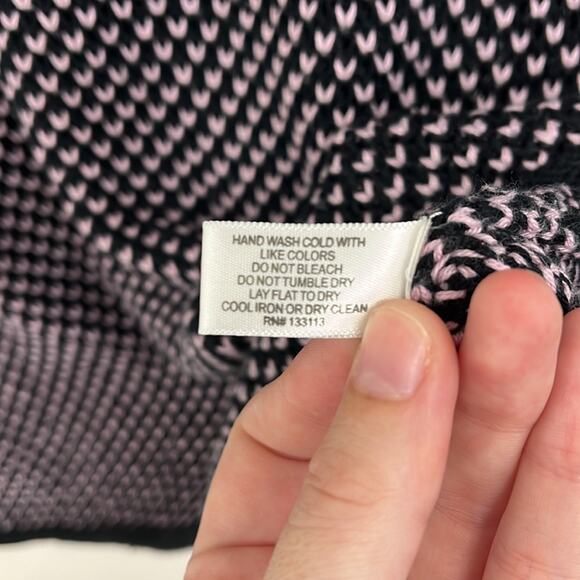 HAND WASH COLD WITH
LIKE COLORS
DO NOT BLEACH
DO NOT TUMBLE DRY
LAY FLAT TO DRY
COOL IRON OR DRY CLEAN
RN# 133113